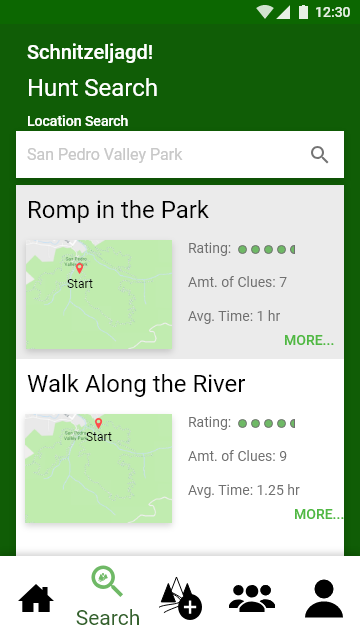 12:30
Schnitzeljagd!
Hunt Search
Location Search
San Pedro Valley Park
Romp in the Park
San Pedro
Valley Park
Start
Rating:
Amt. of Clues: 7
Avg. Time: 1 hr
MORE...
Walk Along the River
San Pedro
Valley Park
Start
Rating:
Amt. of Clues: 9
Avg. Time: 1.25 hr
MORE...
Search